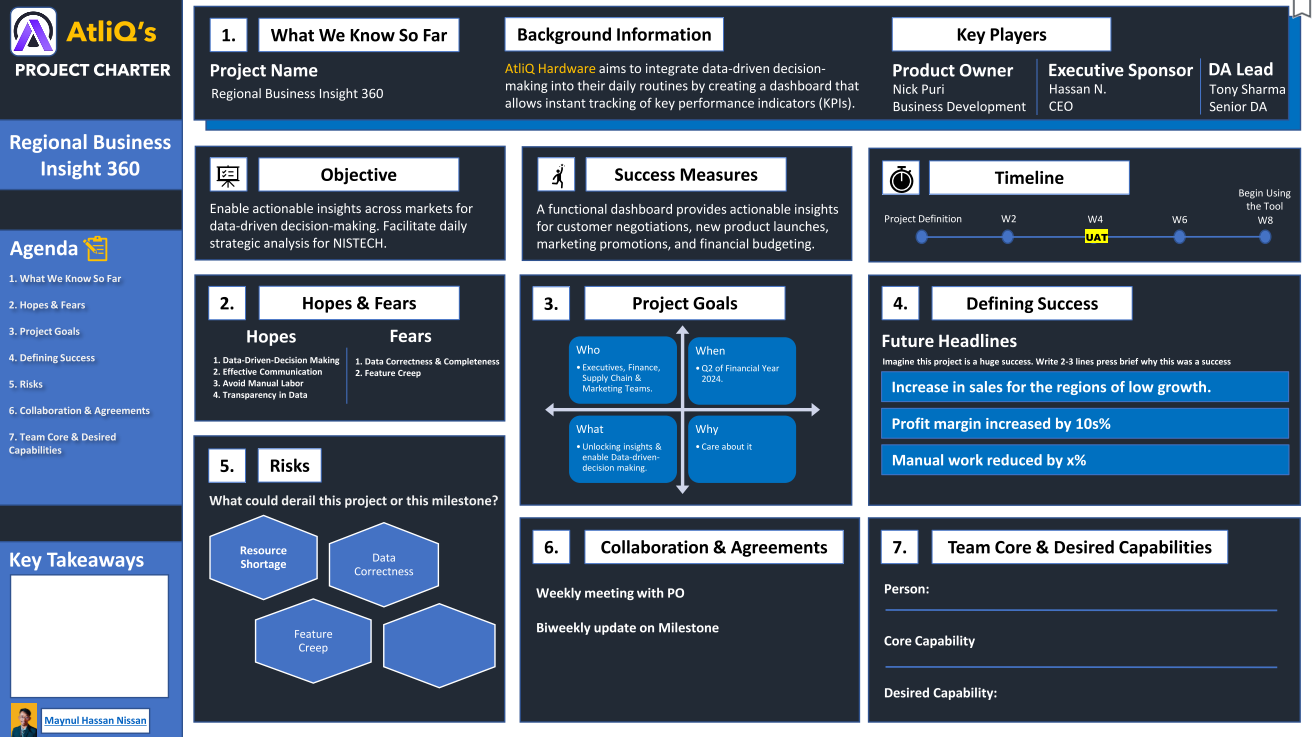 AtliQ's
PROJECT CHARTER
Regional Business
Insight 360
Agenda
1. What We Know So Far
2. Hopes & Fears
3. Project Goals
4. Defining Success
5. Risks
6. Collaboration & Agreements
7. Team Core & Desired
Capabilities
Key Takeaways
Maynul Hassan Nissan
1.
What We Know So Far
Project Name
Regional Business Insight 360
Background Information
AtliQ Hardware aims to integrate data-driven decision-
making into their daily routines by creating a dashboard that
allows instant tracking of key performance indicators (KPIs).
Key Players
Product Owner
Nick Puri
Business Development
Executive Sponsor
Hassan N.
CEO
DA Lead
Tony Sharma
Senior DA
Objective
Enable actionable insights across markets for
data-driven decision-making. Facilitate daily
strategic analysis for NISTECH.
Success Measures
A functional dashboard provides actionable insights
for customer negotiations, new product launches,
marketing promotions, and financial budgeting.
Timeline
Project Definition
W2
W4
UAT
W6
Begin Using
the Tool
W8
2.
Hopes & Fears
Hopes
1. Data-Driven-Decision Making
2. Effective Communication
3. Avoid Manual Labor
4. Transparency in Data
Fears
1. Data Correctness & Completeness
2. Feature Creep
3.
Project Goals
Who
• Executives, Finance,
Supply Chain &
Marketing Teams.
When
• Q2 of Financial Year
2024.
What
• Unlocking insights &
enable Data-driven-
decision making.
Why
• Care about it
4.
Defining Success
Future Headlines
Imagine this project is a huge success. Write 2-3 lines press brief why this was a success
Increase in sales for the regions of low growth.
Profit margin increased by 10s%
Manual work reduced by x%
5.
Risks
What could derail this project or this milestone?
Resource
Shortage
Data
Correctness
Feature
Creep
6.
Collaboration & Agreements
Weekly meeting with PO
Biweekly update on Milestone
7.
Team Core & Desired Capabilities
Person:
Core Capability
Desired Capability: